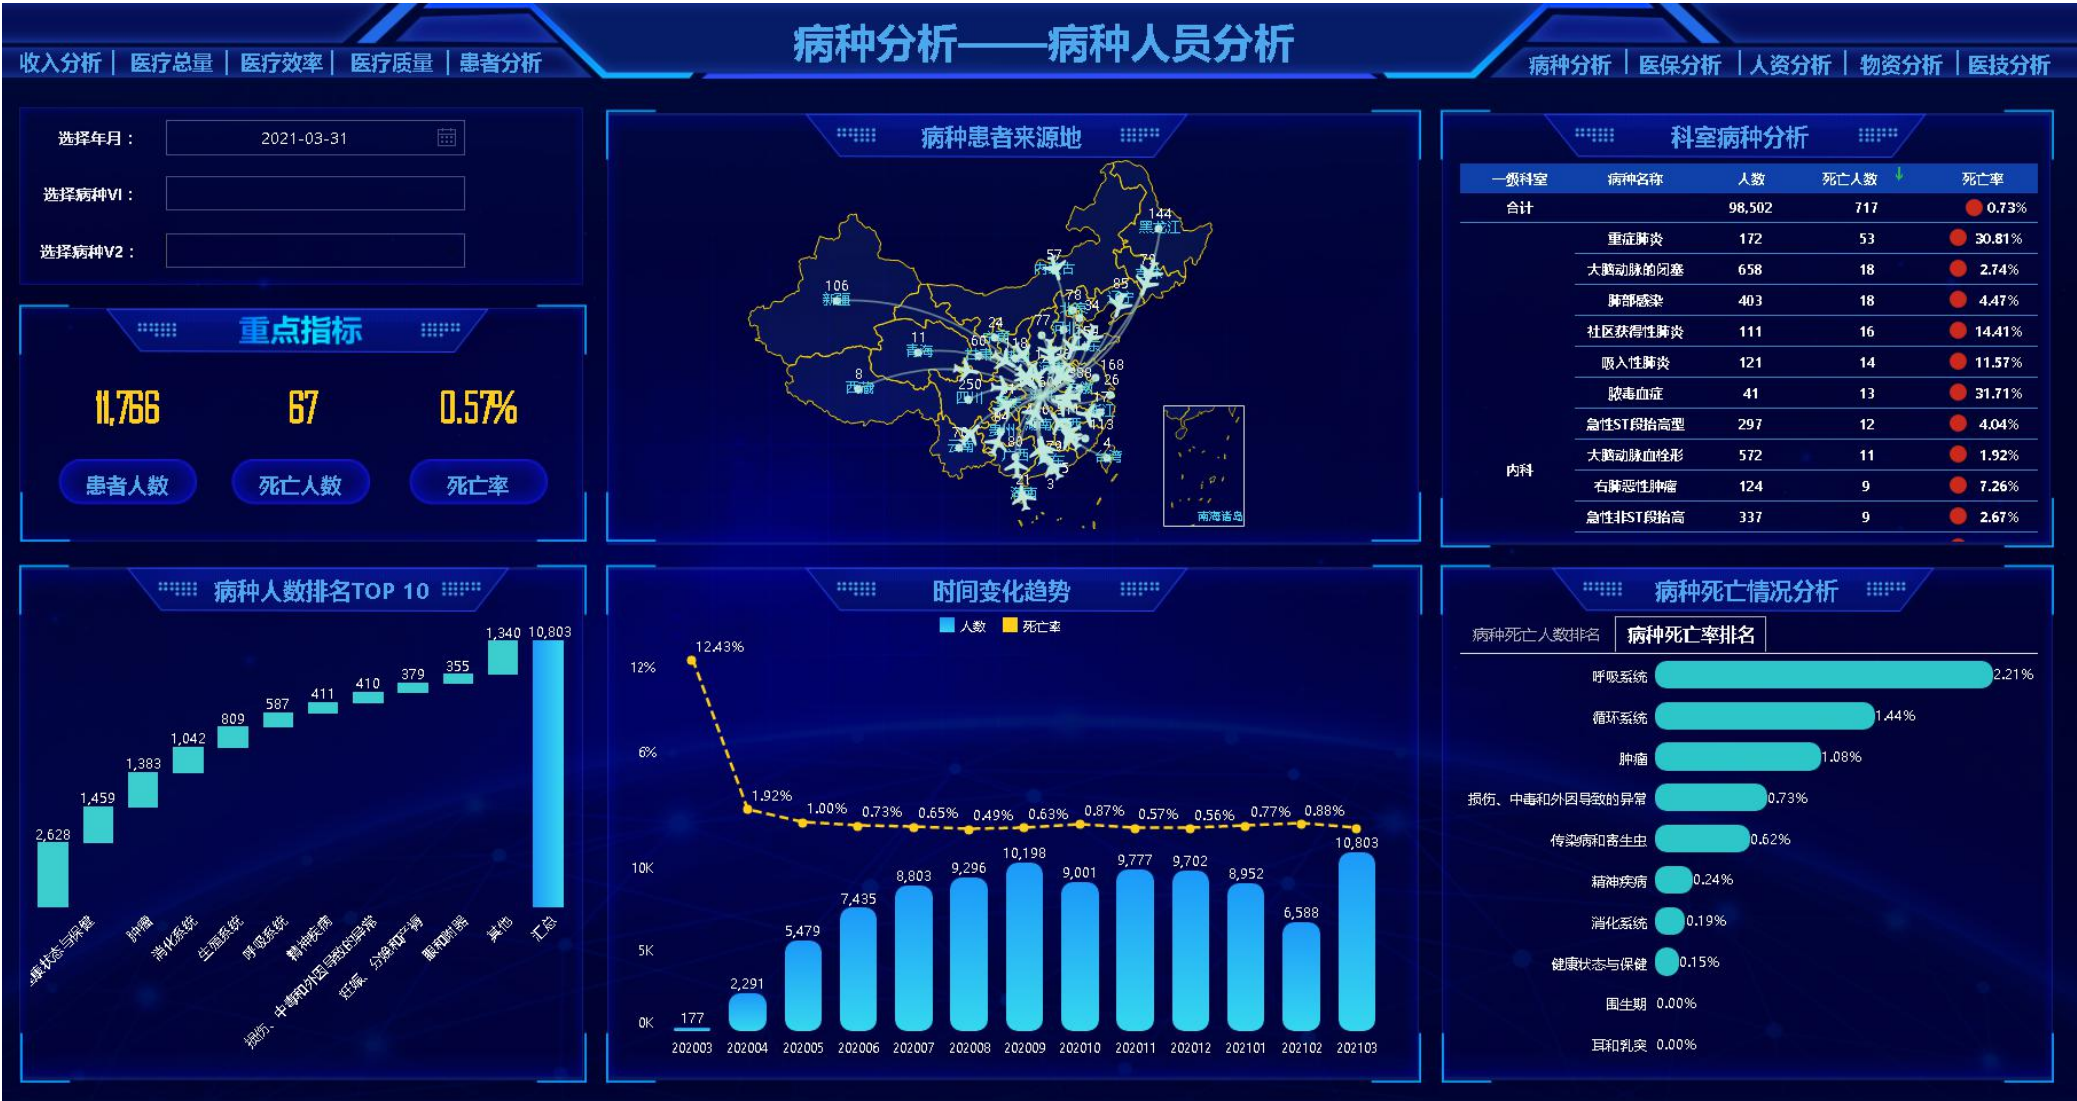 病种分析——病种人员分析
收入分析 | 医疗总量 | 医疗效率 | 医疗质量 | 患者分析
病种分析 | 医保分析 | 人资分析 | 物资分析 | 医技分析
选择年月： 2021-03-31
选择病种VI：
选择病种V2：
重点指标
11,766 67 0.57%
患者人数 死亡人数 死亡率
病种患者来源地
144
黑龙江
57
106
新疆
85
辽宁
78
34
77
24
11
青海
60
118
8
西藏
168
26
250
四川
113
云南
80
广西
4
台湾
5
3
21
海南
南海诸岛
科室病种分析
一级科室 病种名称 人数 死亡人数 死亡率
合计 98,502 717 0.73%
重症肺炎 172 53 30.81%
大脑动脉的闭塞 658 18 2.74%
肺部感染 403 18 4.47%
社区获得性肺炎 111 16 14.41%
吸入性肺炎 121 14 11.57%
脓毒血症 41 13 31.71%
急性ST段抬高型 297 12 4.04%
大脑动脉血栓形 572 11 1.92%
内科
右肺恶性肿瘤 124 9 7.26%
急性非ST段抬高 337 9 2.67%
病种人数排名TOP 10
1,340 10,803
355
379
410
411
587
809
1,042
1,383
1,459
2,628
康状态与保健
肿瘤
消化系统
生殖系统
呼吸系统
精神疾病
损伤、中毒和外因导致的异常
妊娠、分娩和产褥
眼和附器
其他
汇总
时间变化趋势
人数 死亡率
12.43%
12%
6%
1.92% 1.00% 0.73% 0.65% 0.49% 0.63% 0.87% 0.57% 0.56% 0.77% 0.88%
10K
5K
0K
177 2,291 5,479 7,435 8,803 9,296 10,198 9,001 9,777 9,702 8,952 6,588 10,803
202003 202004 202005 202006 202007 202008 202009 202010 202011 202012 202101 202102 202103
病种死亡情况分析
病种死亡人数排名 病种死亡率排名
呼吸系统 2.21%
循环系统 1.44%
肿瘤 1.08%
损伤、中毒和外因导致的异常 0.73%
传染病和寄生虫 0.62%
精神疾病 0.24%
消化系统 0.19%
健康状态与保健 0.15%
围生期 0.00%
耳和乳突 0.00%